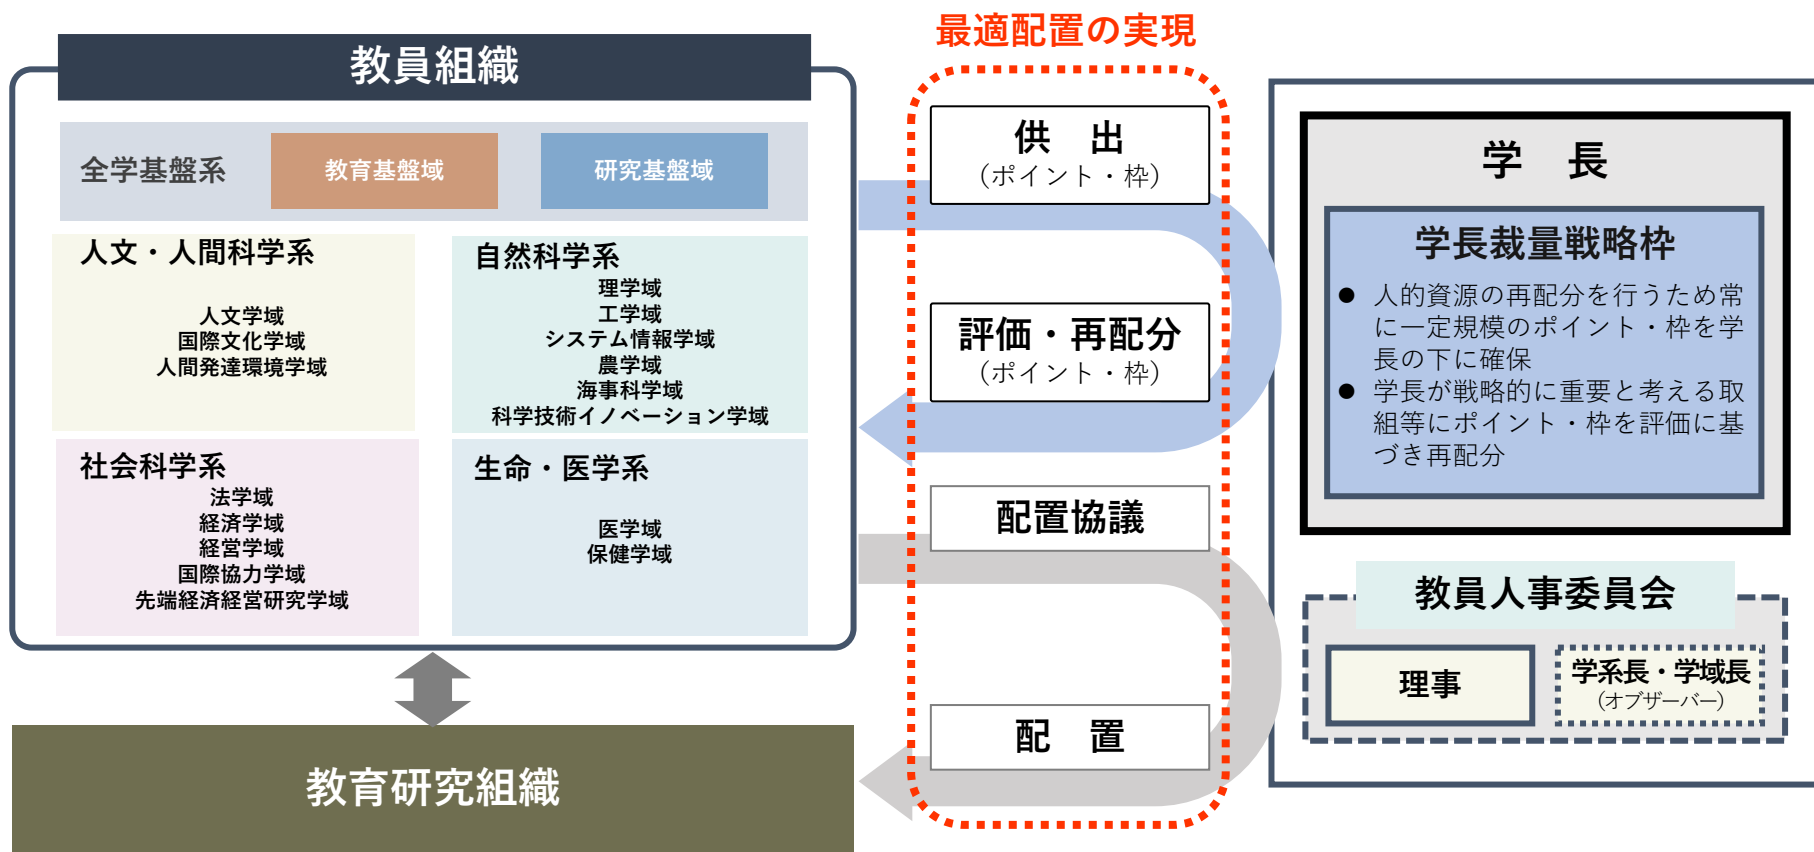 教員組織
全学基盤系
教育基盤域
研究基盤域
人文・人間科学系
人文学域
国際文化学域
人間発達環境学域
自然科学系
理学域
工学域
システム情報学域
農学域
海事科学域
科学技術イノベーション学域
社会科学系
法学域
経済学域
経営学域
国際協力学域
先端経済経営研究学域
生命・医学系
医学域
保健学域
教育研究組織
最適配置の実現
供 出
（ポイント・枠）
評価・再配分
（ポイント・枠）
配置協議
配 置
学 長
学長裁量戦略枠
● 人的資源の再配分を行うため常
に一定規模のポイント・枠を学
長の下に確保
● 学長が戦略的に重要と考える取
組等にポイント・枠を評価に基
づき再配分
教員人事委員会
理事
学系長・学域長
（オブザーバー）